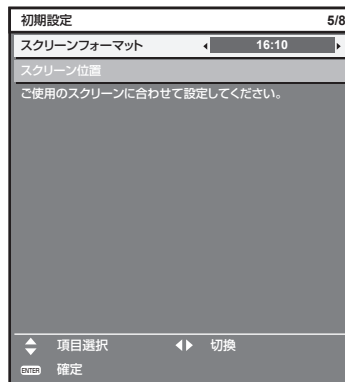 初期設定 5/8
スクリーンフォーマット 16:10
スクリーン位置
ご使用のスクリーンに合わせて設定してください。
項目選択 切換
ENTER 確定